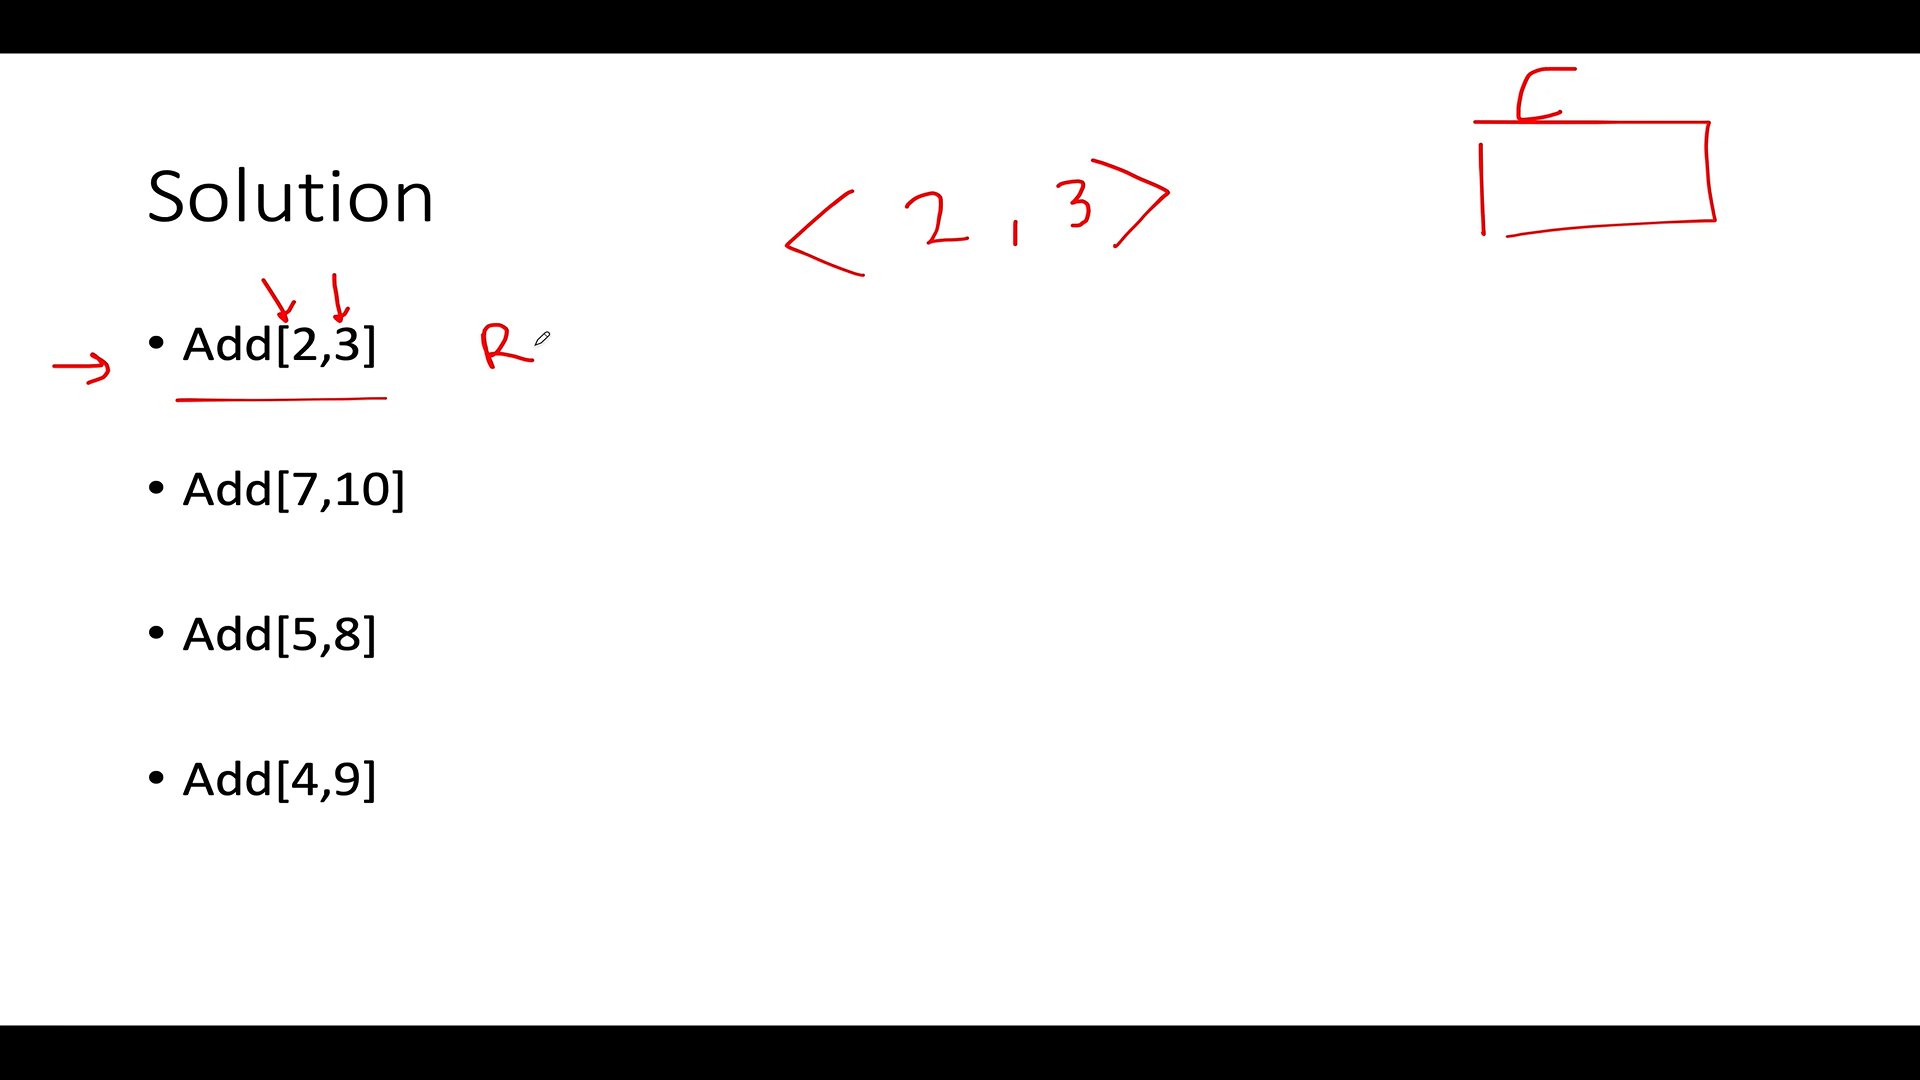 C
Solution
< 2 , 3 >
• Add[2,3] R
• Add[7,10]
• Add[5,8]
• Add[4,9]